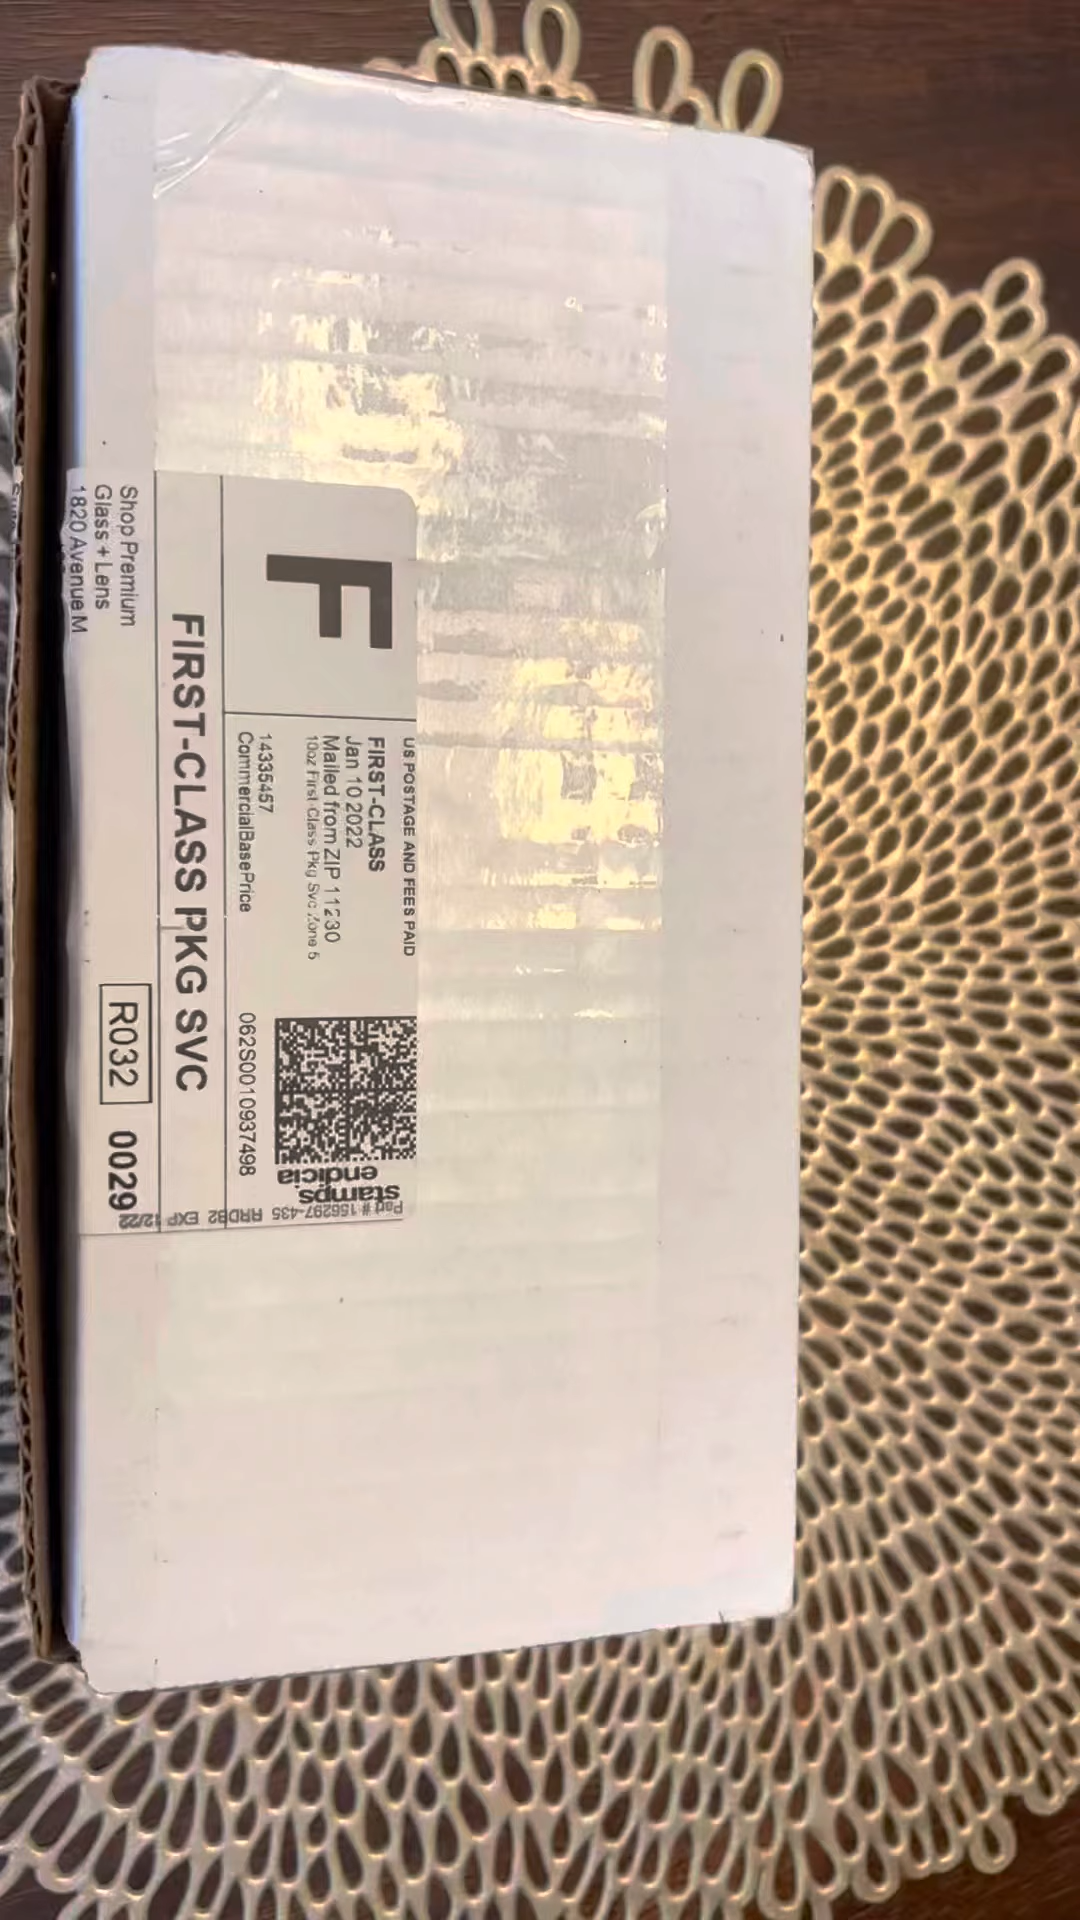 F
US POSTAGE AND FEES PAID
FIRST-CLASS
Jan 10 2022
Mailed from ZIP 11230
10oz First-Class Pkg Svc Zone 5
14335457
CommercialBasePrice
062S0010937498
stamps
endicia
Part # 156297-435 RRDB2 EXP 12/22
FIRST-CLASS PKG SVC
Shop Premium
Glass + Lens
1820 Avenue M
R032
0029